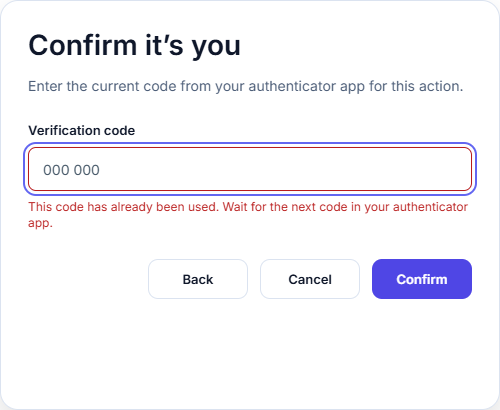 Confirm it’s you
Enter the current code from your authenticator app for this action.
Verification code
000 000
This code has already been used. Wait for the next code in your authenticator
app.
Back
Cancel
Confirm